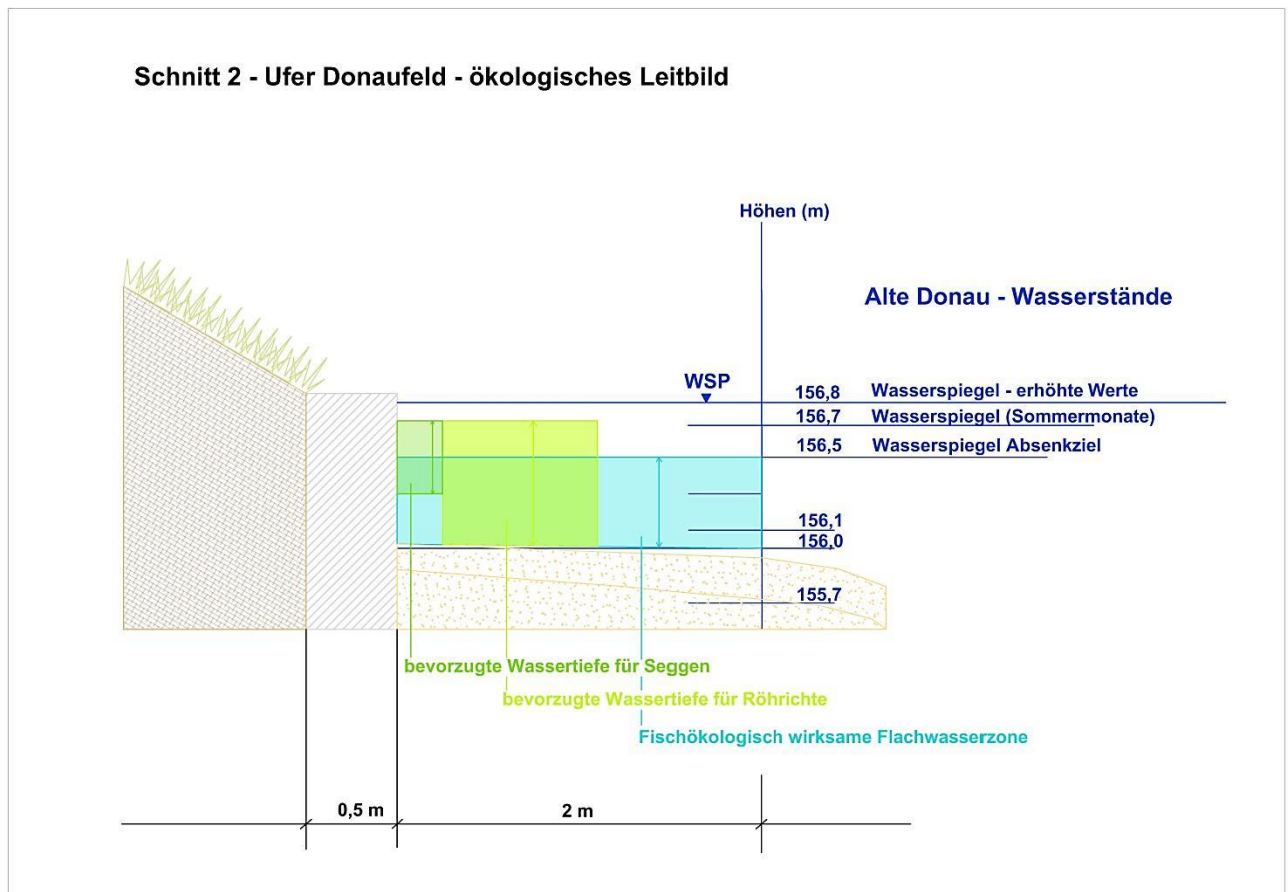 Schnitt 2 - Ufer Donaufeld - ökologisches Leitbild
Höhen (m)
Alte Donau - Wasserstände
WSP
156,8 Wasserspiegel - erhöhte Werte
156,7 Wasserspiegel (Sommermonate)
156,5 Wasserspiegel Absenkziel
156,1
156,0
155,7
bevorzugte Wassertiefe für Seggen
bevorzugte Wassertiefe für Röhrichte
Fischökologisch wirksame Flachwasserzone
0,5 m
2 m